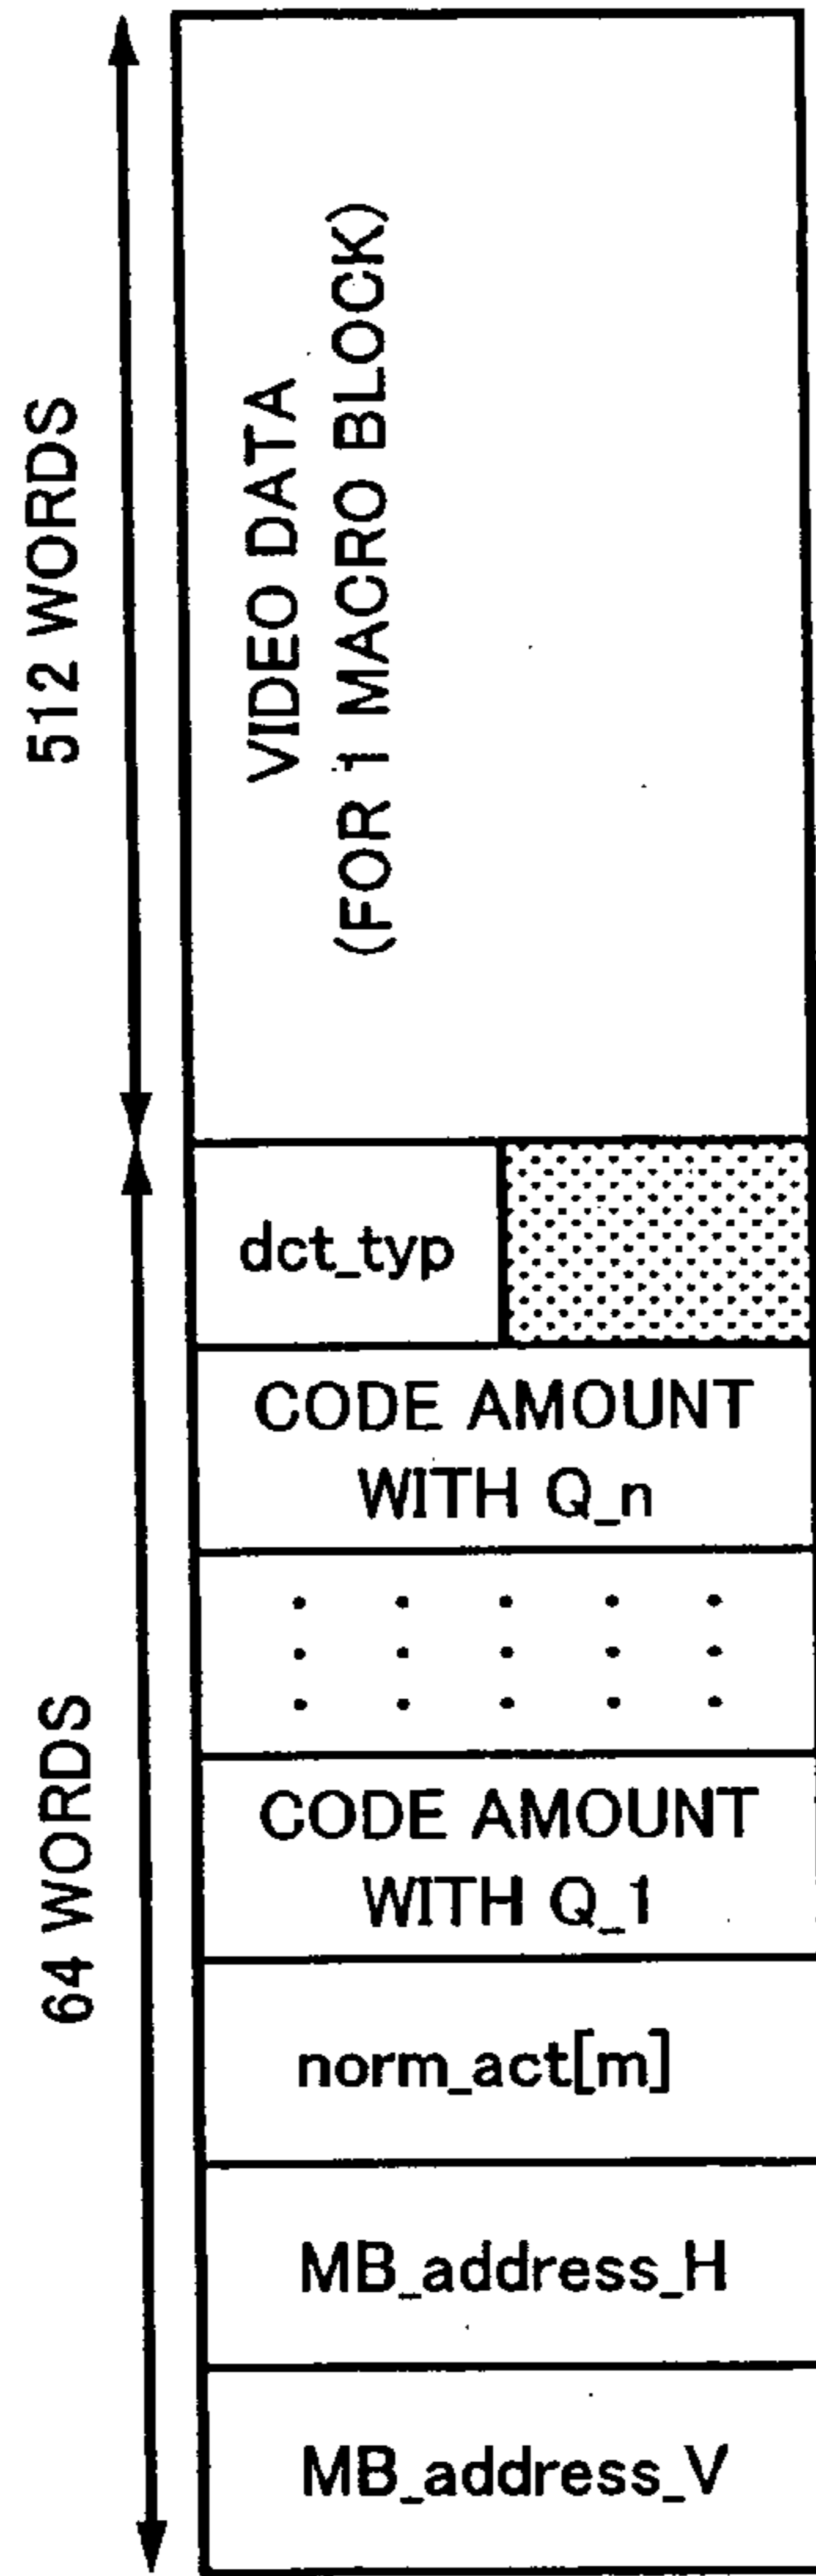 512 WORDS
VIDEO DATA
(FOR 1 MACRO BLOCK)
64 WORDS
dct_typ
CODE AMOUNT
WITH Q_n
CODE AMOUNT
WITH Q_1
norm_act[m]
MB_address_H
MB_address_V